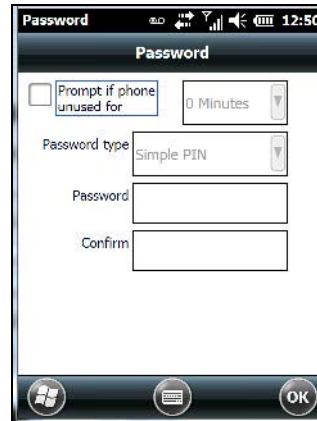 Password 12:50
Password
Prompt if phone
unused for
0 Minutes
Password type
Simple PIN
Password
Confirm
OK